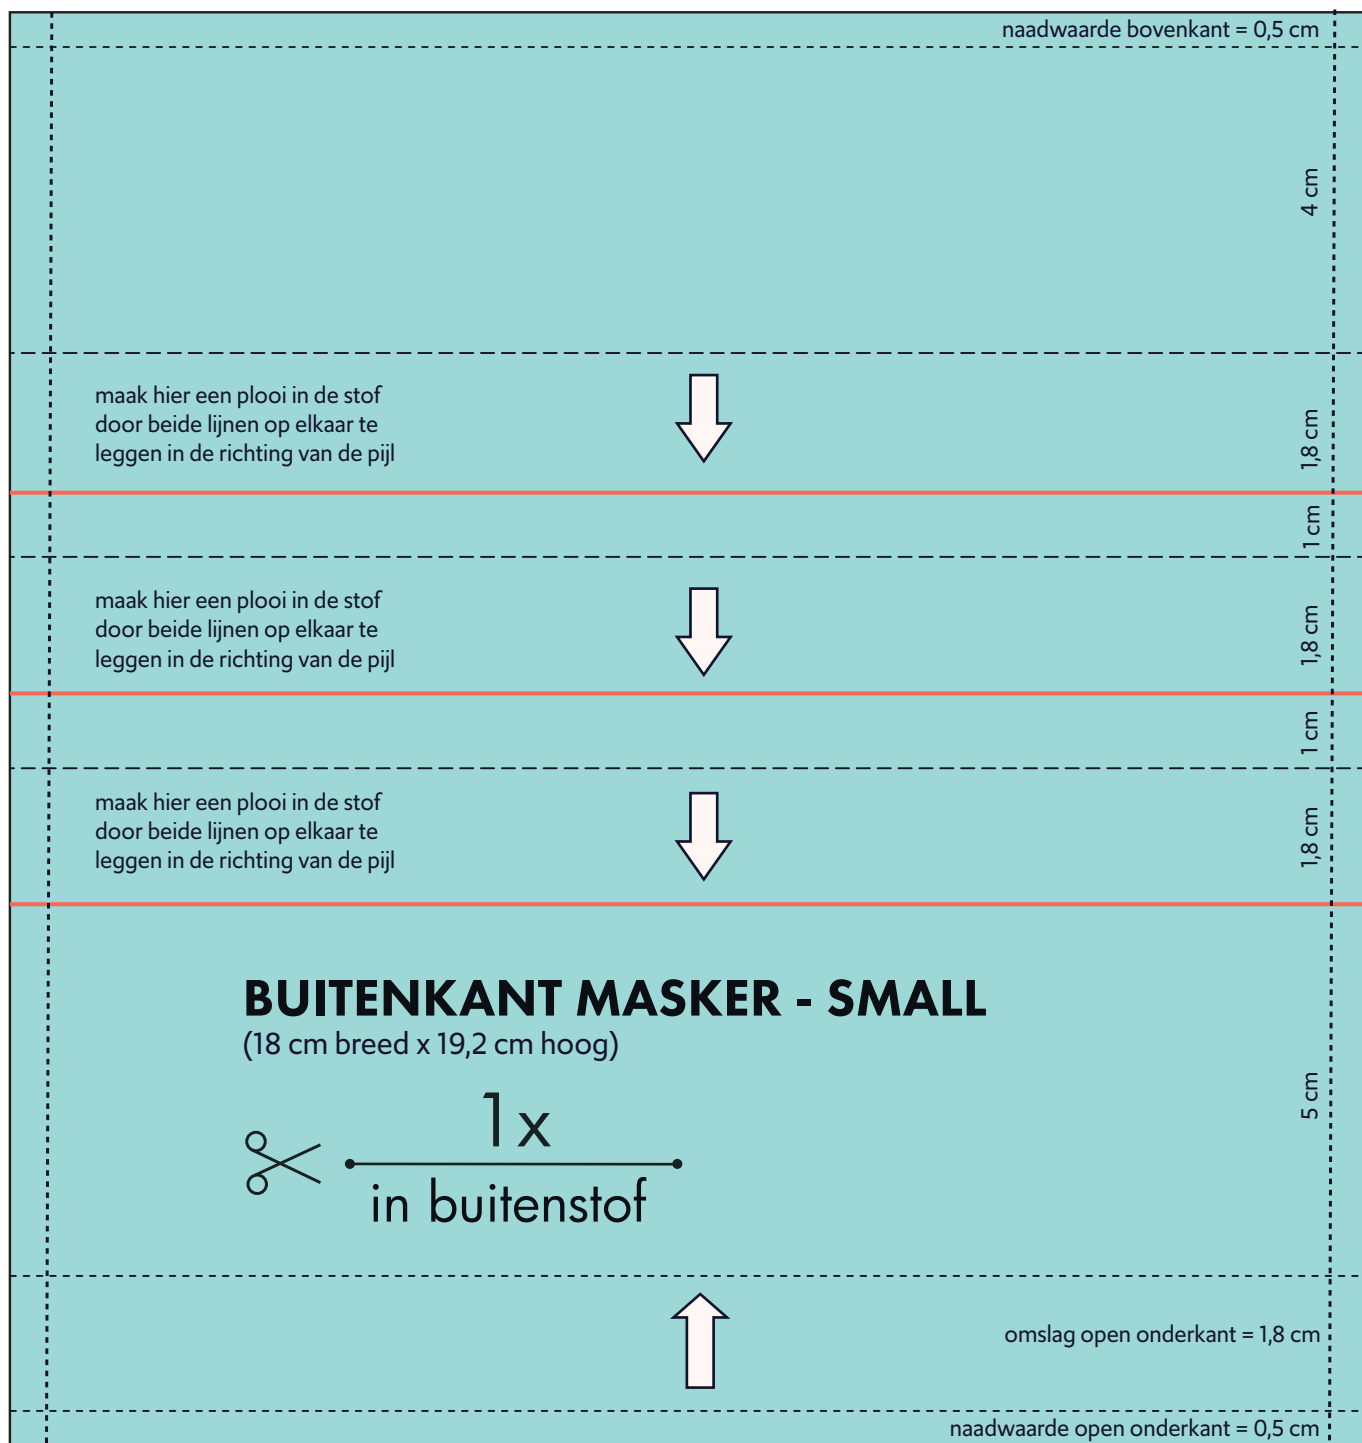 naadwaarde bovenkant = 0,5 cm
4 cm
maak hier een plooi in de stof
door beide lijnen op elkaar te
leggen in de richting van de pijl
1,8 cm
1 cm
maak hier een plooi in de stof
door beide lijnen op elkaar te
leggen in de richting van de pijl
1,8 cm
1 cm
maak hier een plooi in de stof
door beide lijnen op elkaar te
leggen in de richting van de pijl
1,8 cm
BUITENKANT MASKER - SMALL
(18 cm breed x 19,2 cm hoog)
1x
in buitenstof
5 cm
omslag open onderkant = 1,8 cm
naadwaarde open onderkant = 0,5 cm